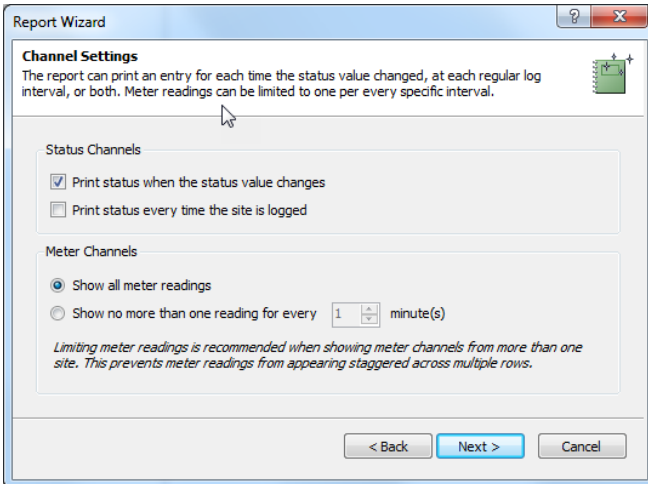 Report Wizard
Channel Settings
The report can print an entry for each time the status value changed, at each regular log
interval, or both. Meter readings can be limited to one per every specific interval.
Status Channels
Print status when the status value changes
Print status every time the site is logged
Meter Channels
Show all meter readings
Show no more than one reading for every 1 minute(s)
Limiting meter readings is recommended when showing meter channels from more than one
site. This prevents meter readings from appearing staggered across multiple rows.
< Back Next > Cancel